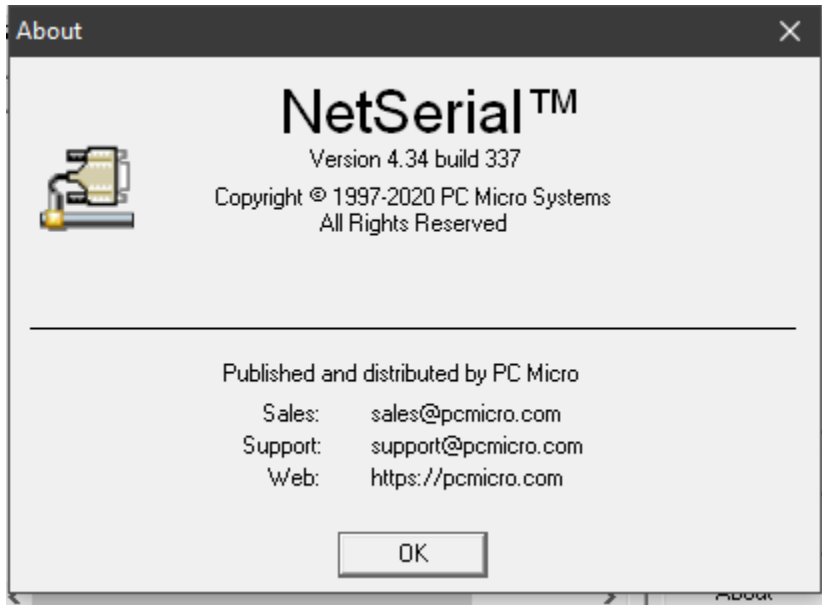 About
NetSerial™
Version 4.34 build 337
Copyright © 1997-2020 PC Micro Systems
All Rights Reserved
Published and distributed by PC Micro
Sales: sales@pcmicro.com
Support: support@pcmicro.com
Web: https://pcmicro.com
OK
About